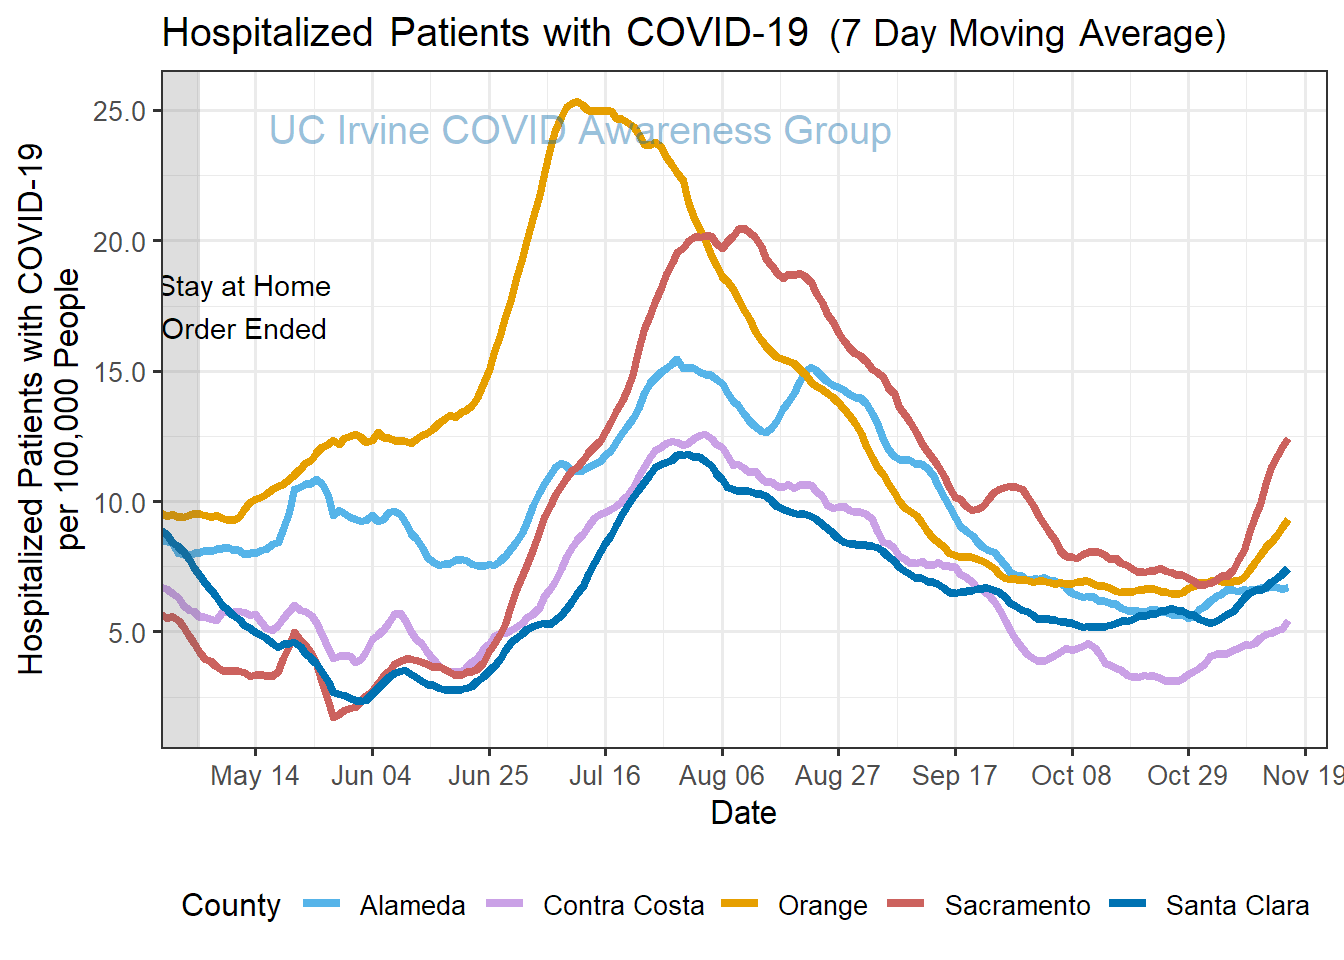 Hospitalized Patients with COVID-19 (7 Day Moving Average)
Hospitalized Patients with COVID-19
per 100,000 People
25.0
20.0
15.0
10.0
5.0
UC Irvine COVID Awareness Group
Stay at Home
Order Ended
May 14 Jun 04 Jun 25 Jul 16 Aug 06 Aug 27 Sep 17 Oct 08 Oct 29 Nov 19
Date
County Alameda Contra Costa Orange Sacramento Santa Clara